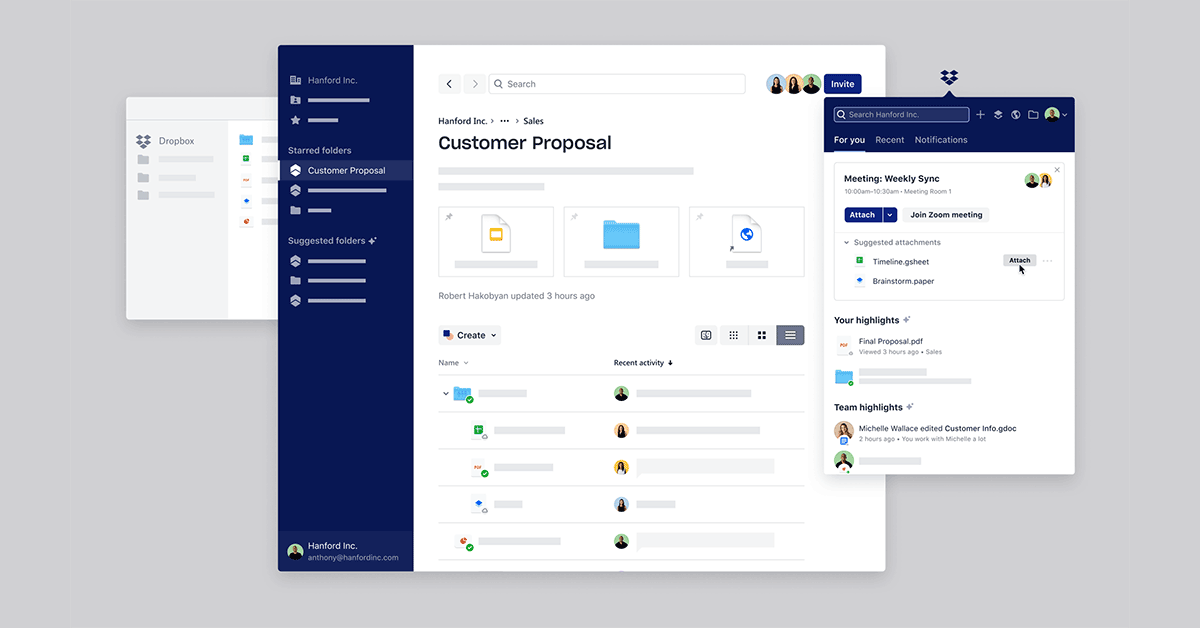 Dropbox
Hanford Inc.
Starred folders
Customer Proposal
Suggested folders
Hanford Inc.
anthony@hanfordinc.com
Search
Invite
Hanford Inc. > ••• > Sales
Customer Proposal
Robert Hakobyan updated 3 hours ago
Create
Name
Recent activity
PDF
PDF
Search Hanford Inc.
For you Recent Notifications
Meeting: Weekly Sync
10:00am–10:30am • Meeting Room 1
Attach
Join Zoom meeting
Suggested attachments
Timeline.gsheet
Attach
Brainstorm.paper
Your highlights
PDF
Final Proposal.pdf
Viewed 3 hours ago • Sales
Team highlights
Michelle Wallace edited Customer Info.gdoc
2 hours ago • You work with Michelle a lot